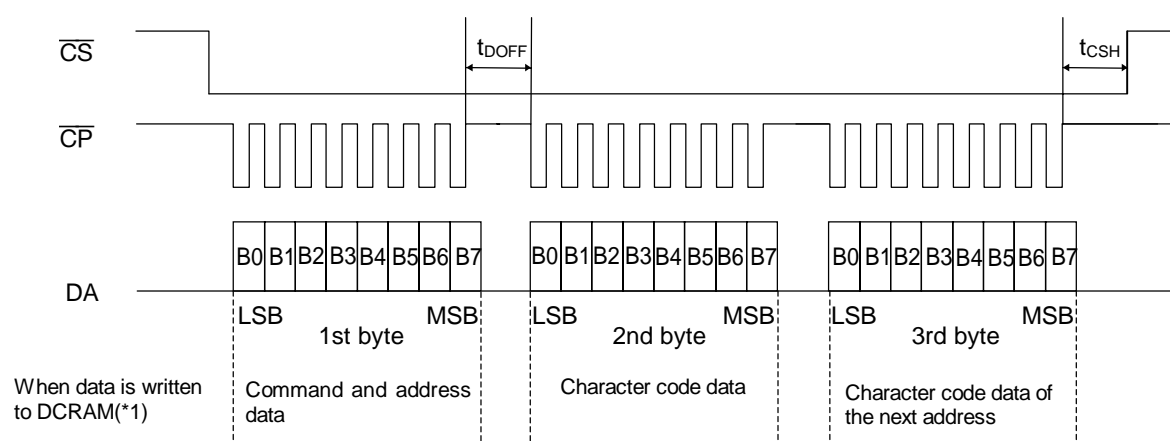 CS
tDOFF
tCSH
CP
B0 B1 B2 B3 B4 B5 B6 B7
B0 B1 B2 B3 B4 B5 B6 B7
B0 B1 B2 B3 B4 B5 B6 B7
DA
LSB MSB
LSB MSB
LSB MSB
1st byte
2nd byte
3rd byte
When data is written
to DCRAM(*1)
Command and address
data
Character code data
Character code data of
the next address